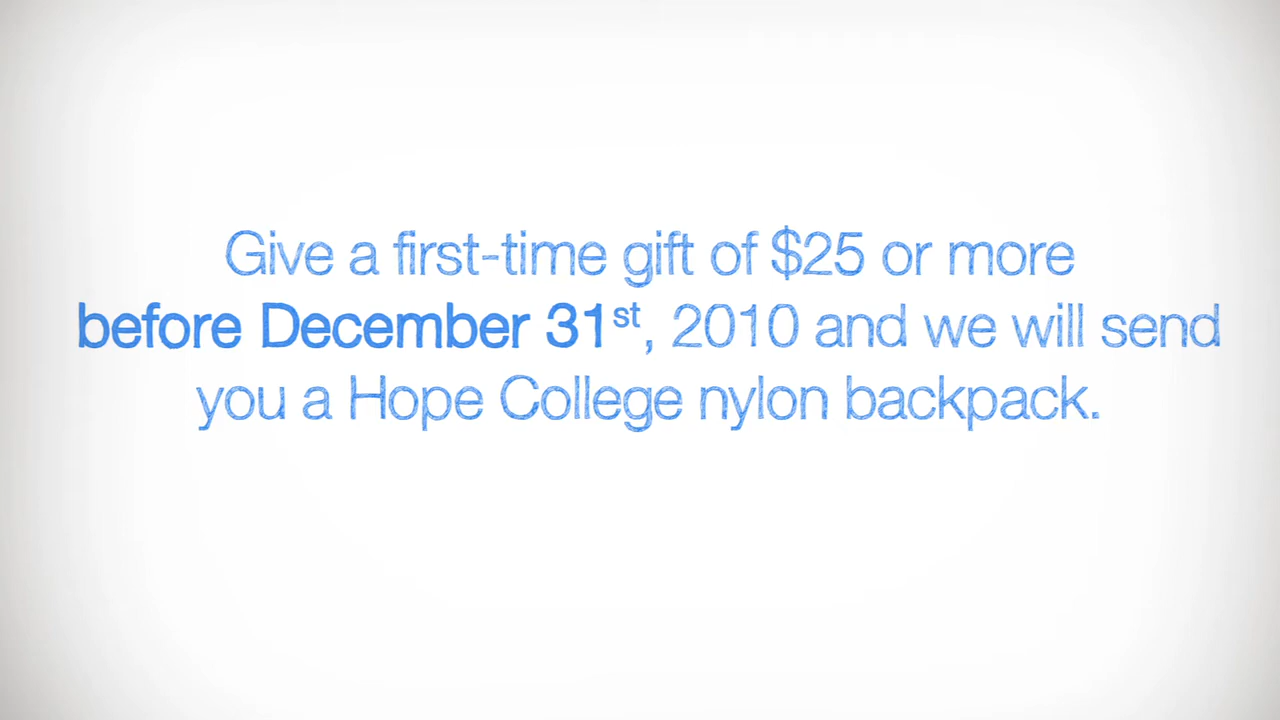 Give a first-time gift of $25 or more
before December 31st, 2010 and we will send
you a Hope College nylon backpack.